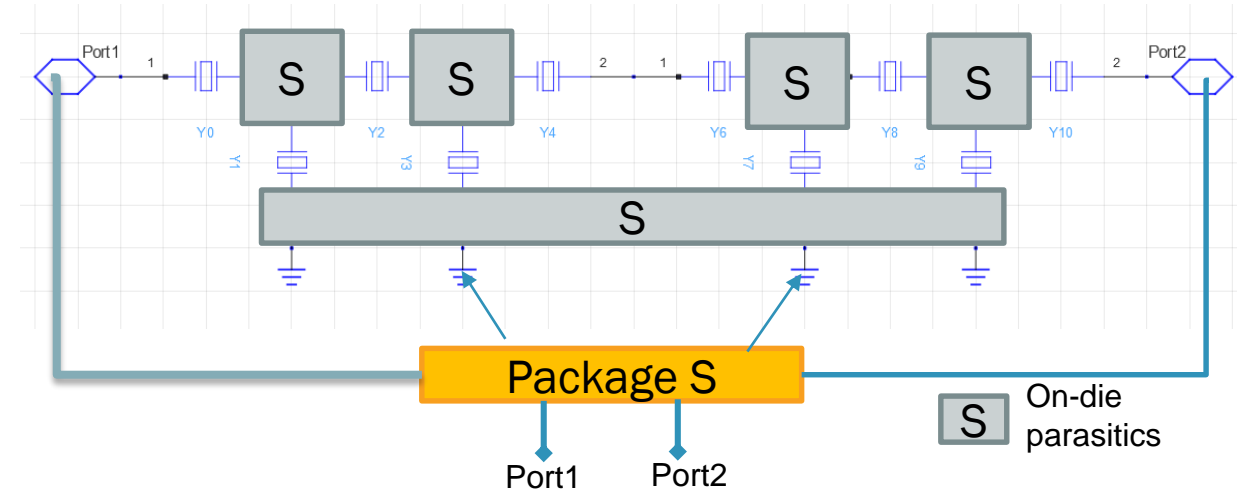 Port1
1
2
1
2
Port2
S
S
S
S
Y0
Y2
Y4
Y6
Y8
Y10
Y1
Y3
Y7
Y9
S
Package S
S
On-die
parasitics
Port1
Port2